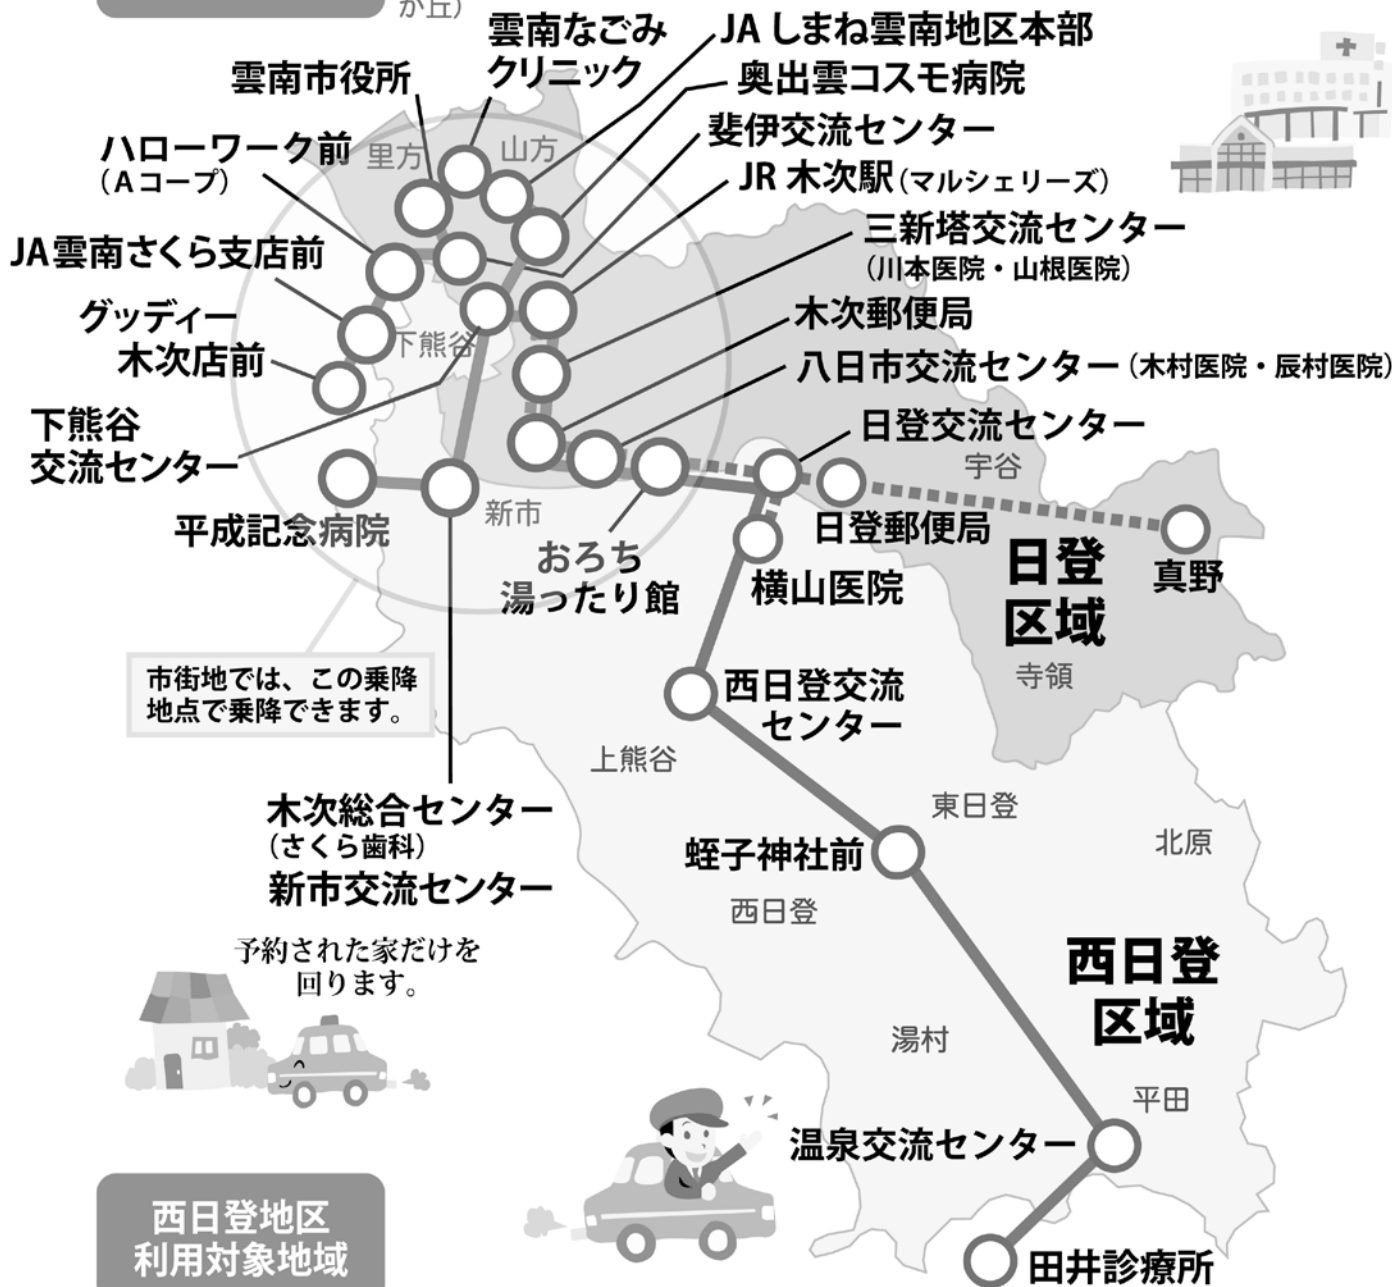 が丘）
雲南なごみ
クリニック
JAしまね雲南地区本部
雲南市役所
奥出雲コスモ病院
斐伊交流センター
ハローワーク前
（Aコープ）
里方
山方
JR 木次駅（マルシェリーズ）
三新塔交流センター
（川本医院・山根医院）
JA雲南さくら支店前
グッディー
木次店前
下熊谷
木次郵便局
八日市交流センター（木村医院・辰村医院）
下熊谷
交流センター
日登交流センター
宇谷
平成記念病院
新市
日登郵便局
おろち
湯ったり館
横山医院
日登
区域
真野
寺領
市街地では、この乗降
地点で乗降できます。
西日登交流
センター
上熊谷
東日登
北原
木次総合センター
（さくら歯科）
新市交流センター
蛭子神社前
西日登
予約された家だけを
回ります。
西日登
区域
湯村
平田
温泉交流センター
西日登地区
利用対象地域
田井診療所